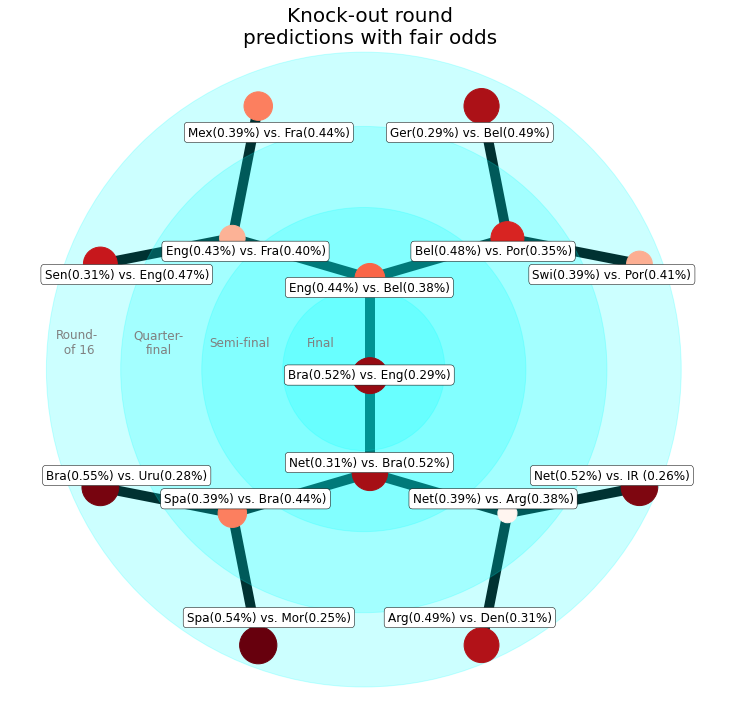 Knock-out round
predictions with fair odds
Mex(0.39%) vs. Fra(0.44%)
Ger(0.29%) vs. Bel(0.49%)
Eng(0.43%) vs. Fra(0.40%)
Bel(0.48%) vs. Por(0.35%)
Sen(0.31%) vs. Eng(0.47%)
Swi(0.39%) vs. Por(0.41%)
Eng(0.44%) vs. Bel(0.38%)
Round-
of 16
Quarter-
final
Semi-final
Final
Bra(0.52%) vs. Eng(0.29%)
Net(0.31%) vs. Bra(0.52%)
Bra(0.55%) vs. Uru(0.28%)
Net(0.52%) vs. IR (0.26%)
Spa(0.39%) vs. Bra(0.44%)
Net(0.39%) vs. Arg(0.38%)
Spa(0.54%) vs. Mor(0.25%)
Arg(0.49%) vs. Den(0.31%)